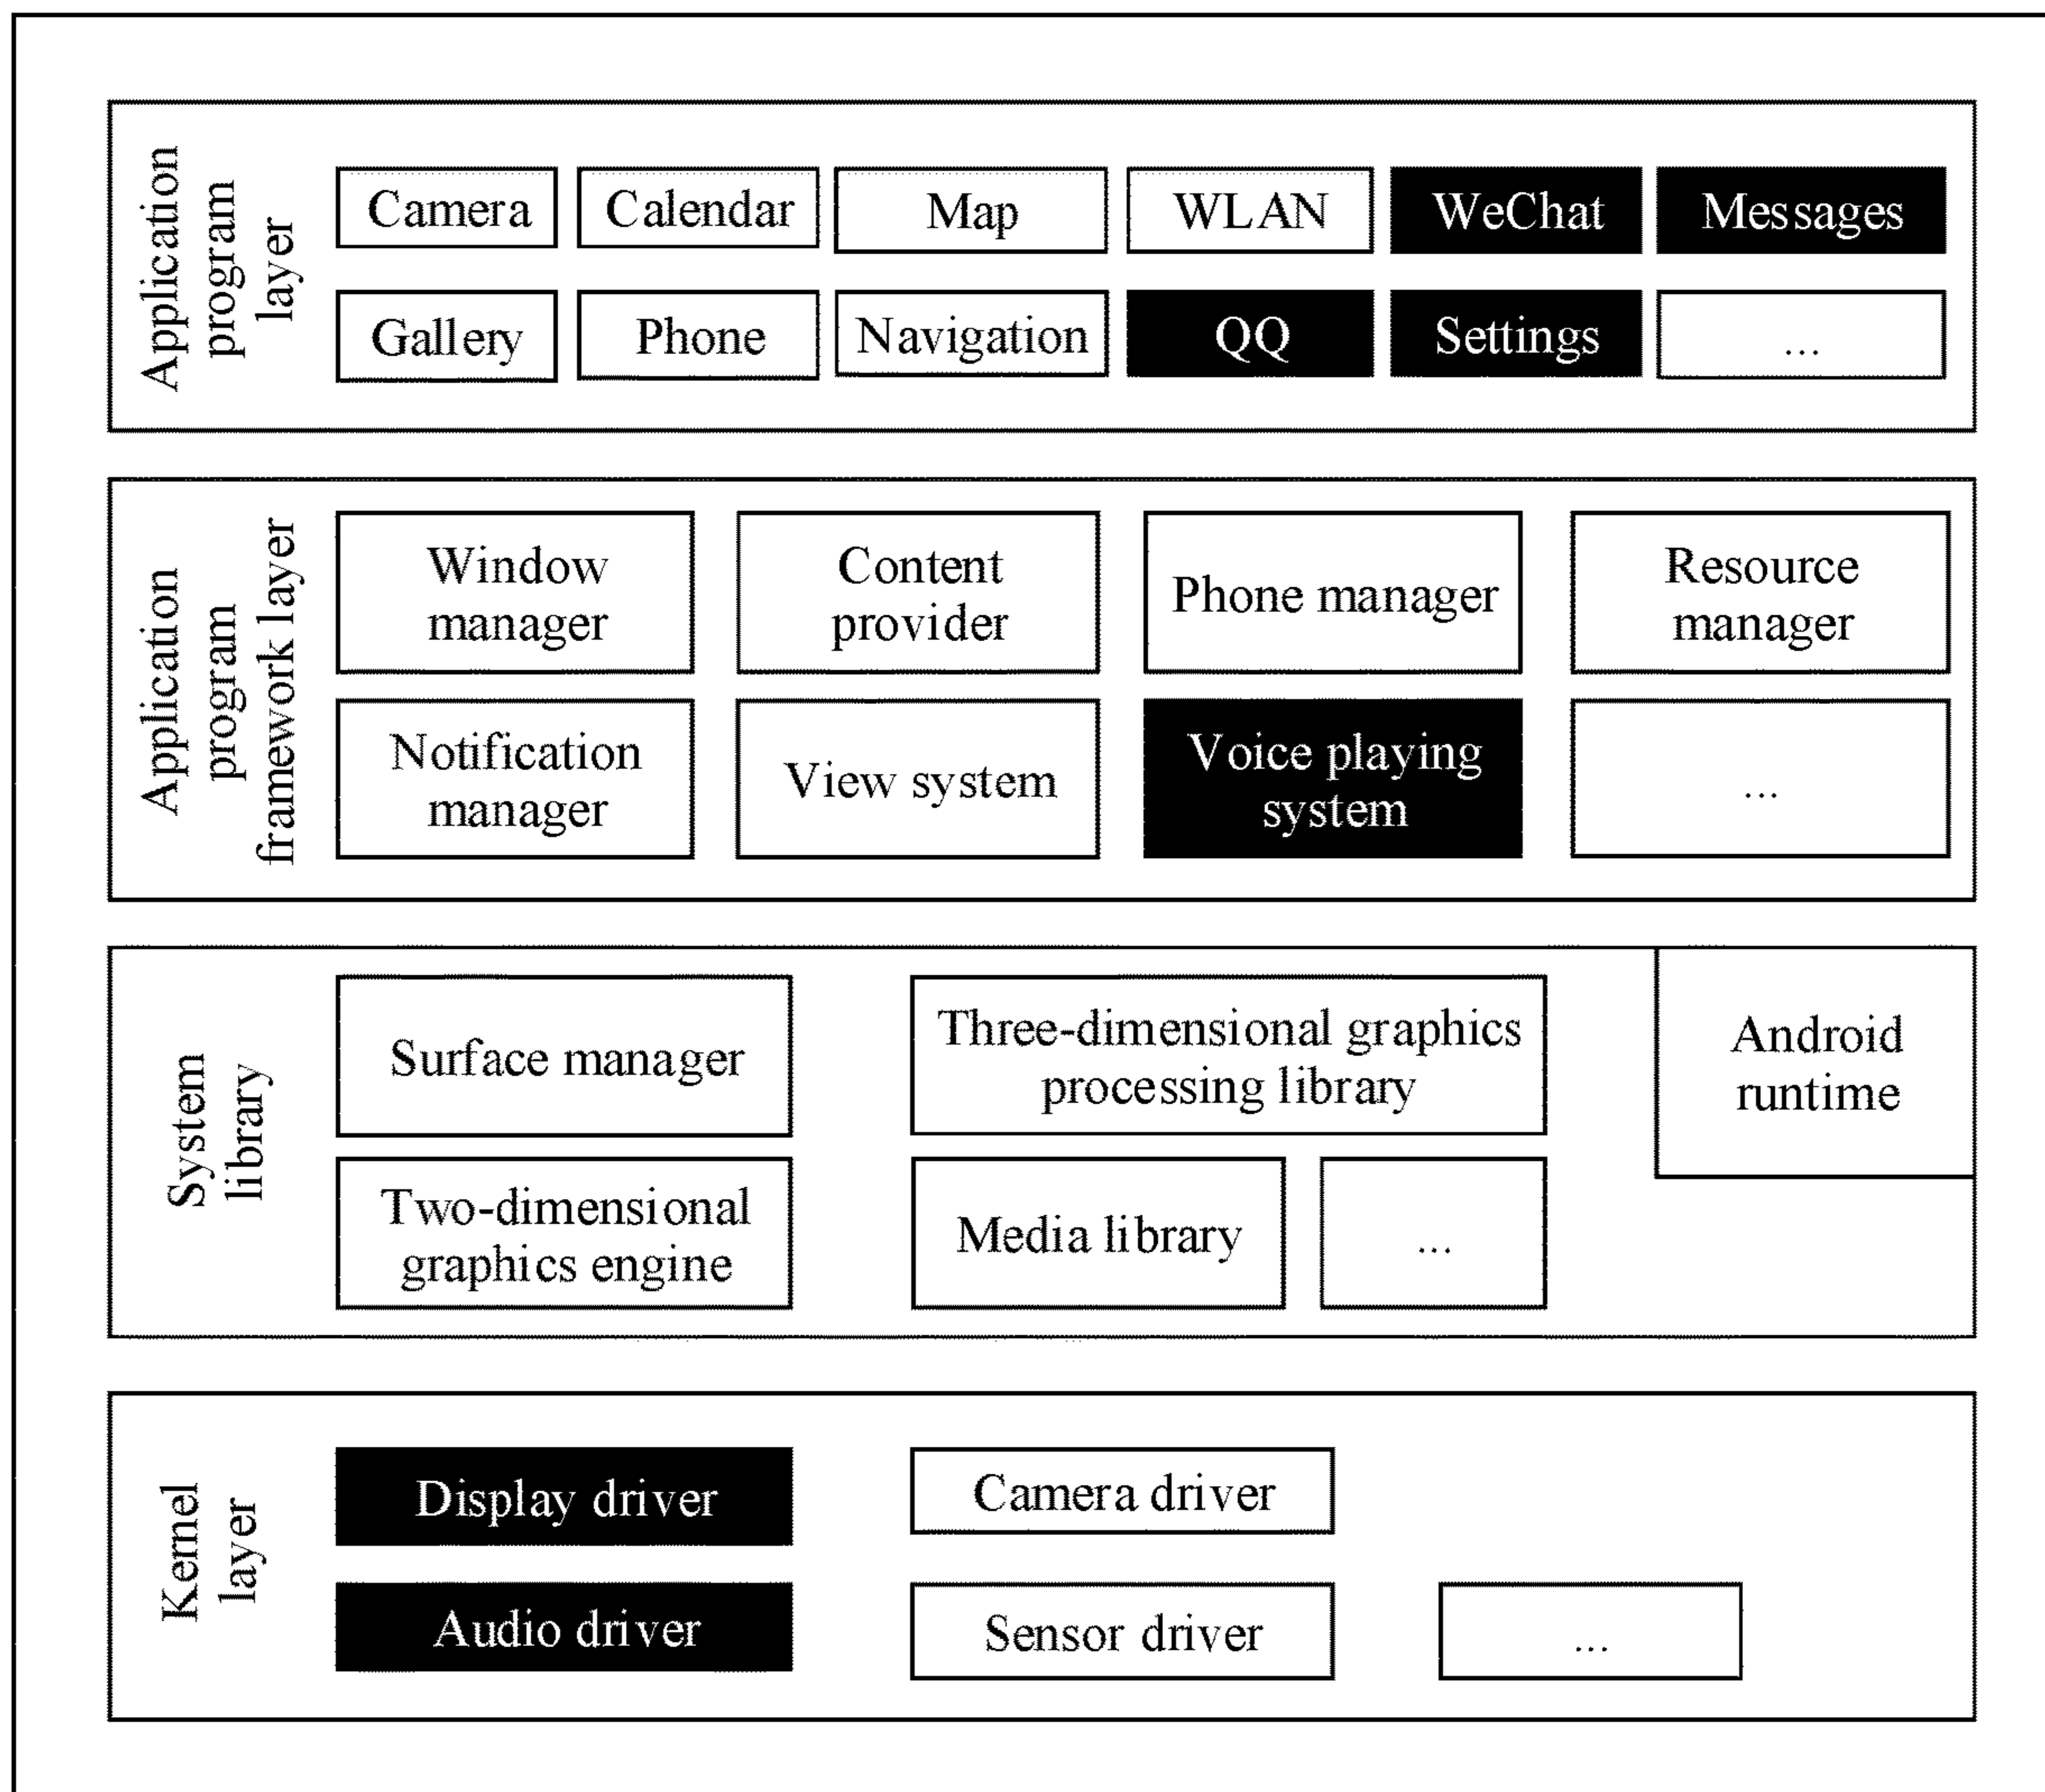 Application
program
layer
Camera
Calendar
Map
WLAN
WeChat
Messages
Gallery
Phone
Navigation
QQ
Settings
...
Application
program
framework layer
Window
manager
Content
provider
Phone manager
Resource
manager
Notification
manager
View system
Voice playing
system
...
System
library
Surface manager
Three-dimensional graphics
processing library
Android
runtime
Two-dimensional
graphics engine
Media library
...
Kernel
layer
Display driver
Camera driver
Audio driver
Sensor driver
...